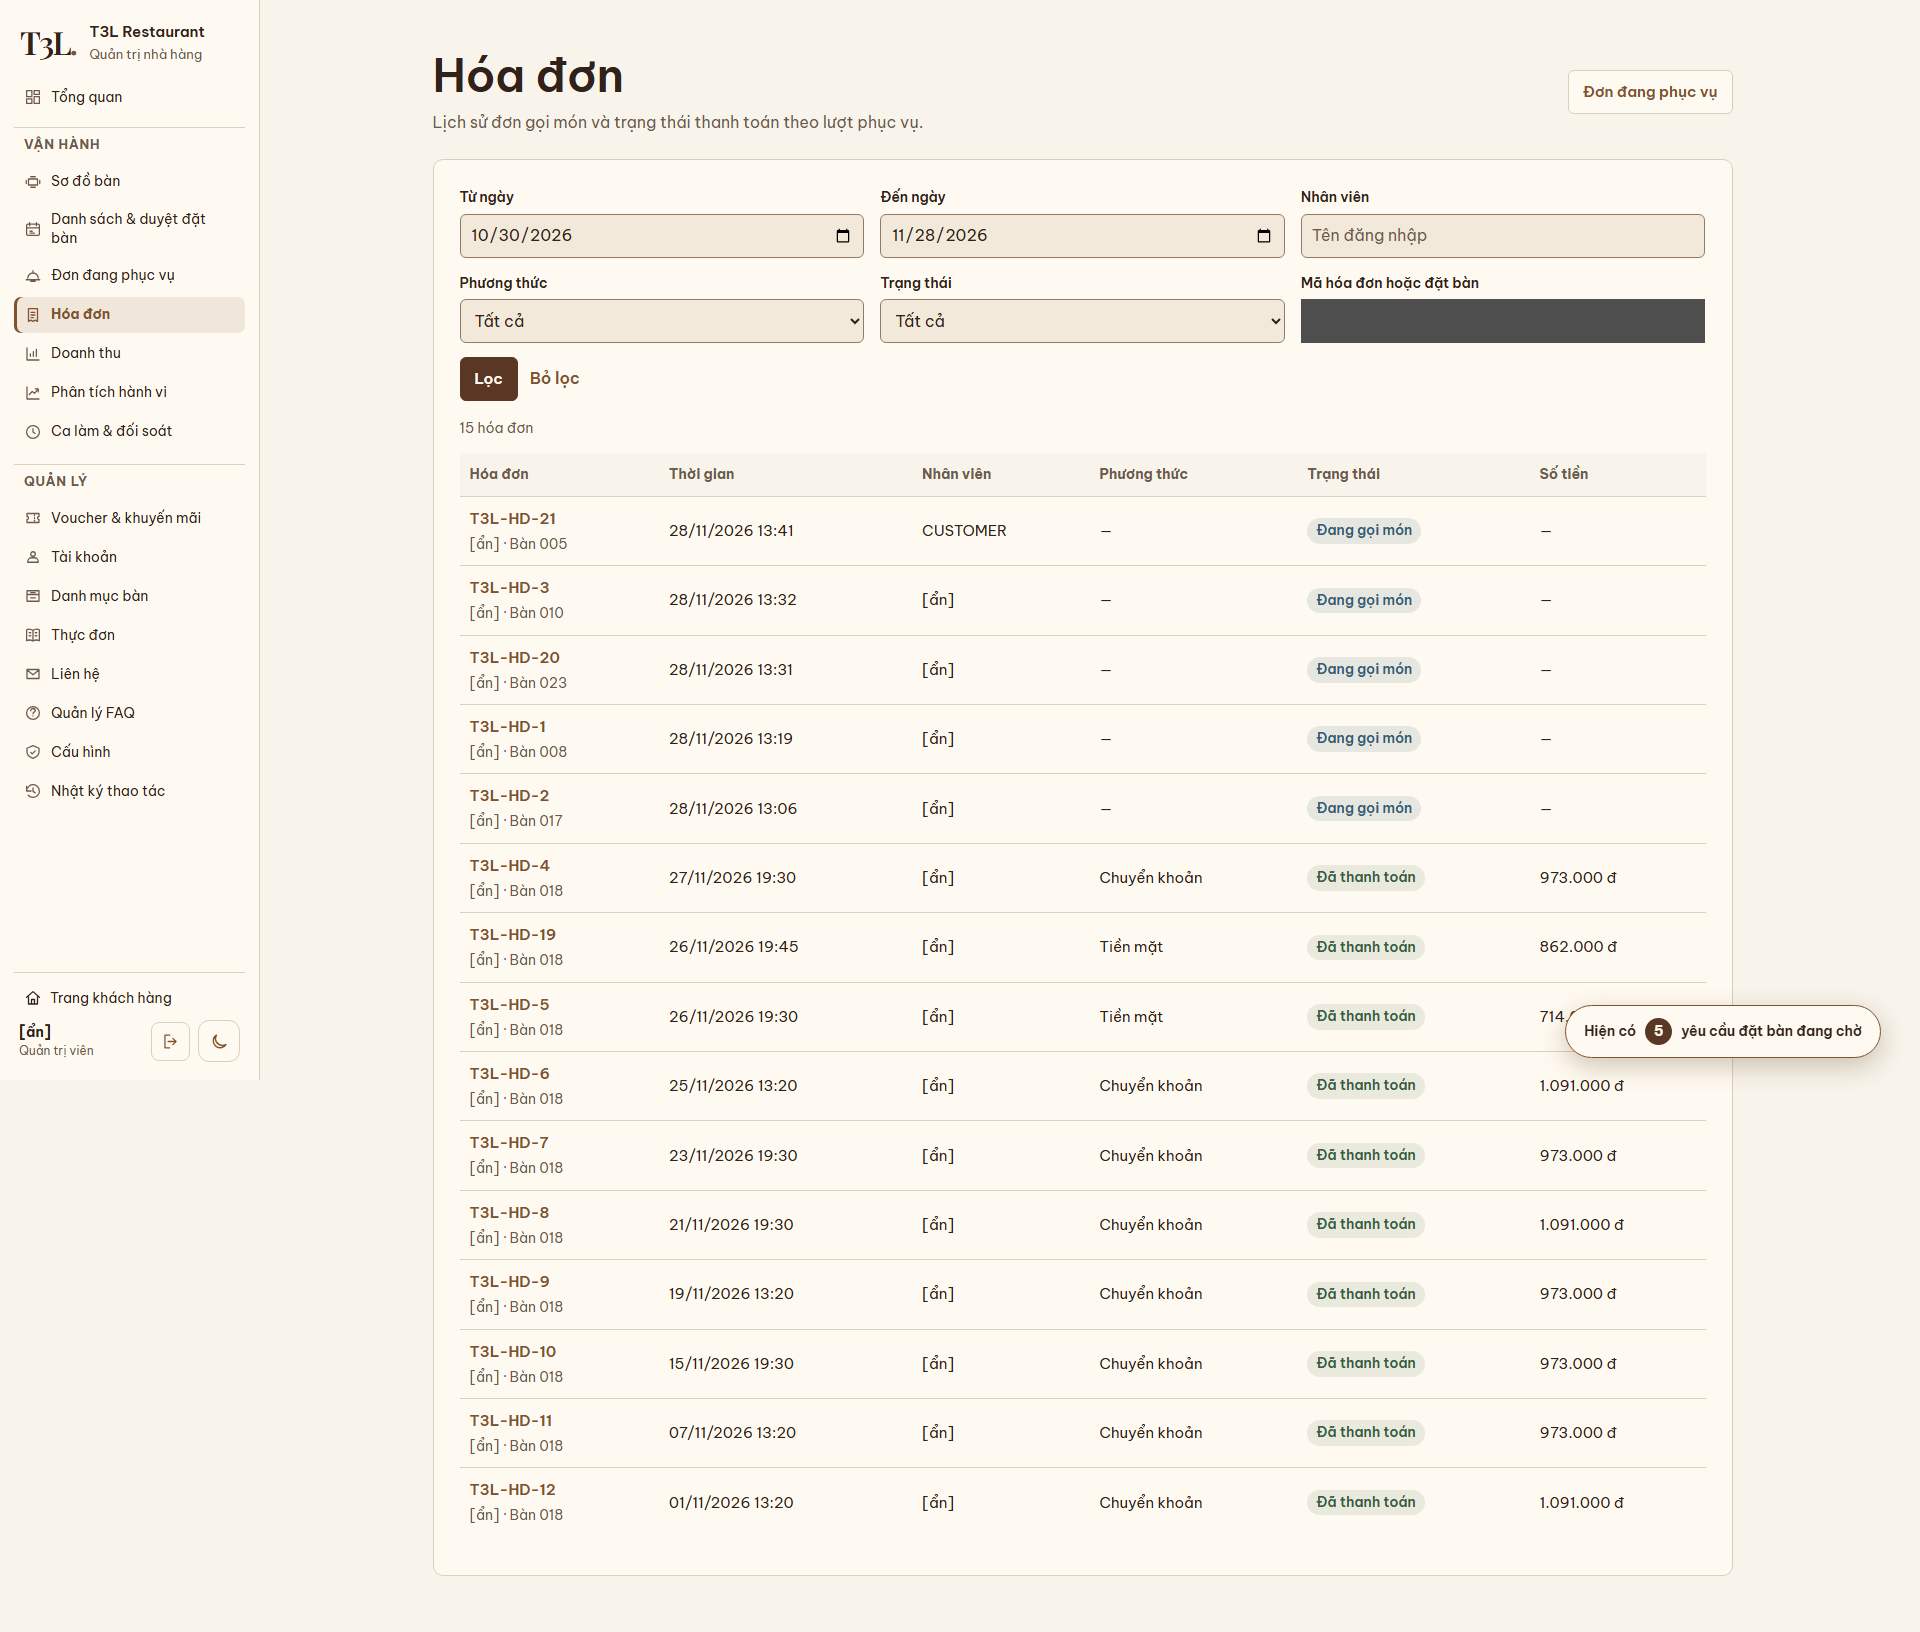 T3L.
T3L Restaurant
Quản trị nhà hàng
Tổng quan
VẬN HÀNH
Sơ đồ bàn
Danh sách & duyệt đặt
bàn
Đơn đang phục vụ
Hóa đơn
Doanh thu
Phân tích hành vi
Ca làm & đối soát
QUẢN LÝ
Voucher & khuyến mãi
Tài khoản
Danh mục bàn
Thực đơn
Liên hệ
Quản lý FAQ
Cấu hình
Nhật ký thao tác
Trang khách hàng
[ẩn]
Quản trị viên
Hóa đơn
Lịch sử đơn gọi món và trạng thái thanh toán theo lượt phục vụ.
Đơn đang phục vụ
Từ ngày Đến ngày Nhân viên
10/30/2026 11/28/2026 Tên đăng nhập
Phương thức Trạng thái Mã hóa đơn hoặc đặt bàn
Tất cả Tất cả
Lọc Bỏ lọc
15 hóa đơn
Hóa đơn Thời gian Nhân viên Phương thức Trạng thái Số tiền
T3L-HD-21
[ẩn] · Bàn 005 28/11/2026 13:41 CUSTOMER — Đang gọi món —
T3L-HD-3
[ẩn] · Bàn 010 28/11/2026 13:32 [ẩn] — Đang gọi món —
T3L-HD-20
[ẩn] · Bàn 023 28/11/2026 13:31 [ẩn] — Đang gọi món —
T3L-HD-1
[ẩn] · Bàn 008 28/11/2026 13:19 [ẩn] — Đang gọi món —
T3L-HD-2
[ẩn] · Bàn 017 28/11/2026 13:06 [ẩn] — Đang gọi món —
T3L-HD-4
[ẩn] · Bàn 018 27/11/2026 19:30 [ẩn] Chuyển khoản Đã thanh toán 973.000 đ
T3L-HD-19
[ẩn] · Bàn 018 26/11/2026 19:45 [ẩn] Tiền mặt Đã thanh toán 862.000 đ
T3L-HD-5
[ẩn] · Bàn 018 26/11/2026 19:30 [ẩn] Tiền mặt Đã thanh toán
Hiện có 5 yêu cầu đặt bàn đang chờ
T3L-HD-6
[ẩn] · Bàn 018 25/11/2026 13:20 [ẩn] Chuyển khoản Đã thanh toán 1.091.000 đ
T3L-HD-7
[ẩn] · Bàn 018 23/11/2026 19:30 [ẩn] Chuyển khoản Đã thanh toán 973.000 đ
T3L-HD-8
[ẩn] · Bàn 018 21/11/2026 19:30 [ẩn] Chuyển khoản Đã thanh toán 1.091.000 đ
T3L-HD-9
[ẩn] · Bàn 018 19/11/2026 13:20 [ẩn] Chuyển khoản Đã thanh toán 973.000 đ
T3L-HD-10
[ẩn] · Bàn 018 15/11/2026 19:30 [ẩn] Chuyển khoản Đã thanh toán 973.000 đ
T3L-HD-11
[ẩn] · Bàn 018 07/11/2026 13:20 [ẩn] Chuyển khoản Đã thanh toán 973.000 đ
T3L-HD-12
[ẩn] · Bàn 018 01/11/2026 13:20 [ẩn] Chuyển khoản Đã thanh toán 1.091.000 đ